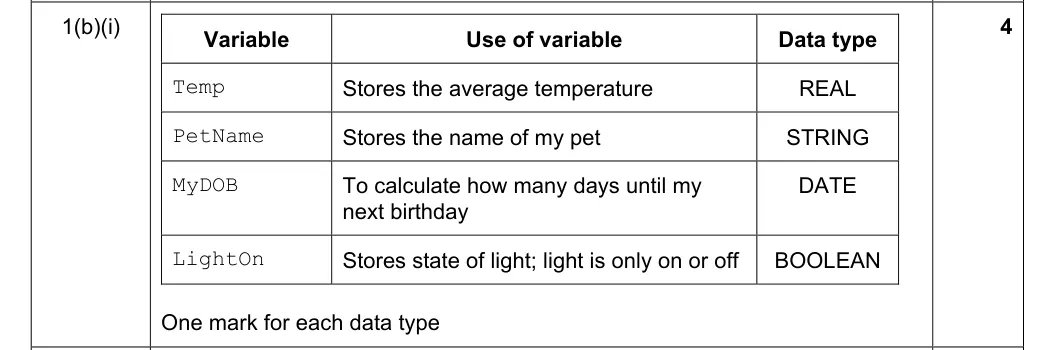 1(b)(i)
Variable Use of variable Data type
4
Temp Stores the average temperature REAL
PetName Stores the name of my pet STRING
MyDOB To calculate how many days until my DATE
next birthday
LightOn Stores state of light; light is only on or off BOOLEAN
One mark for each data type